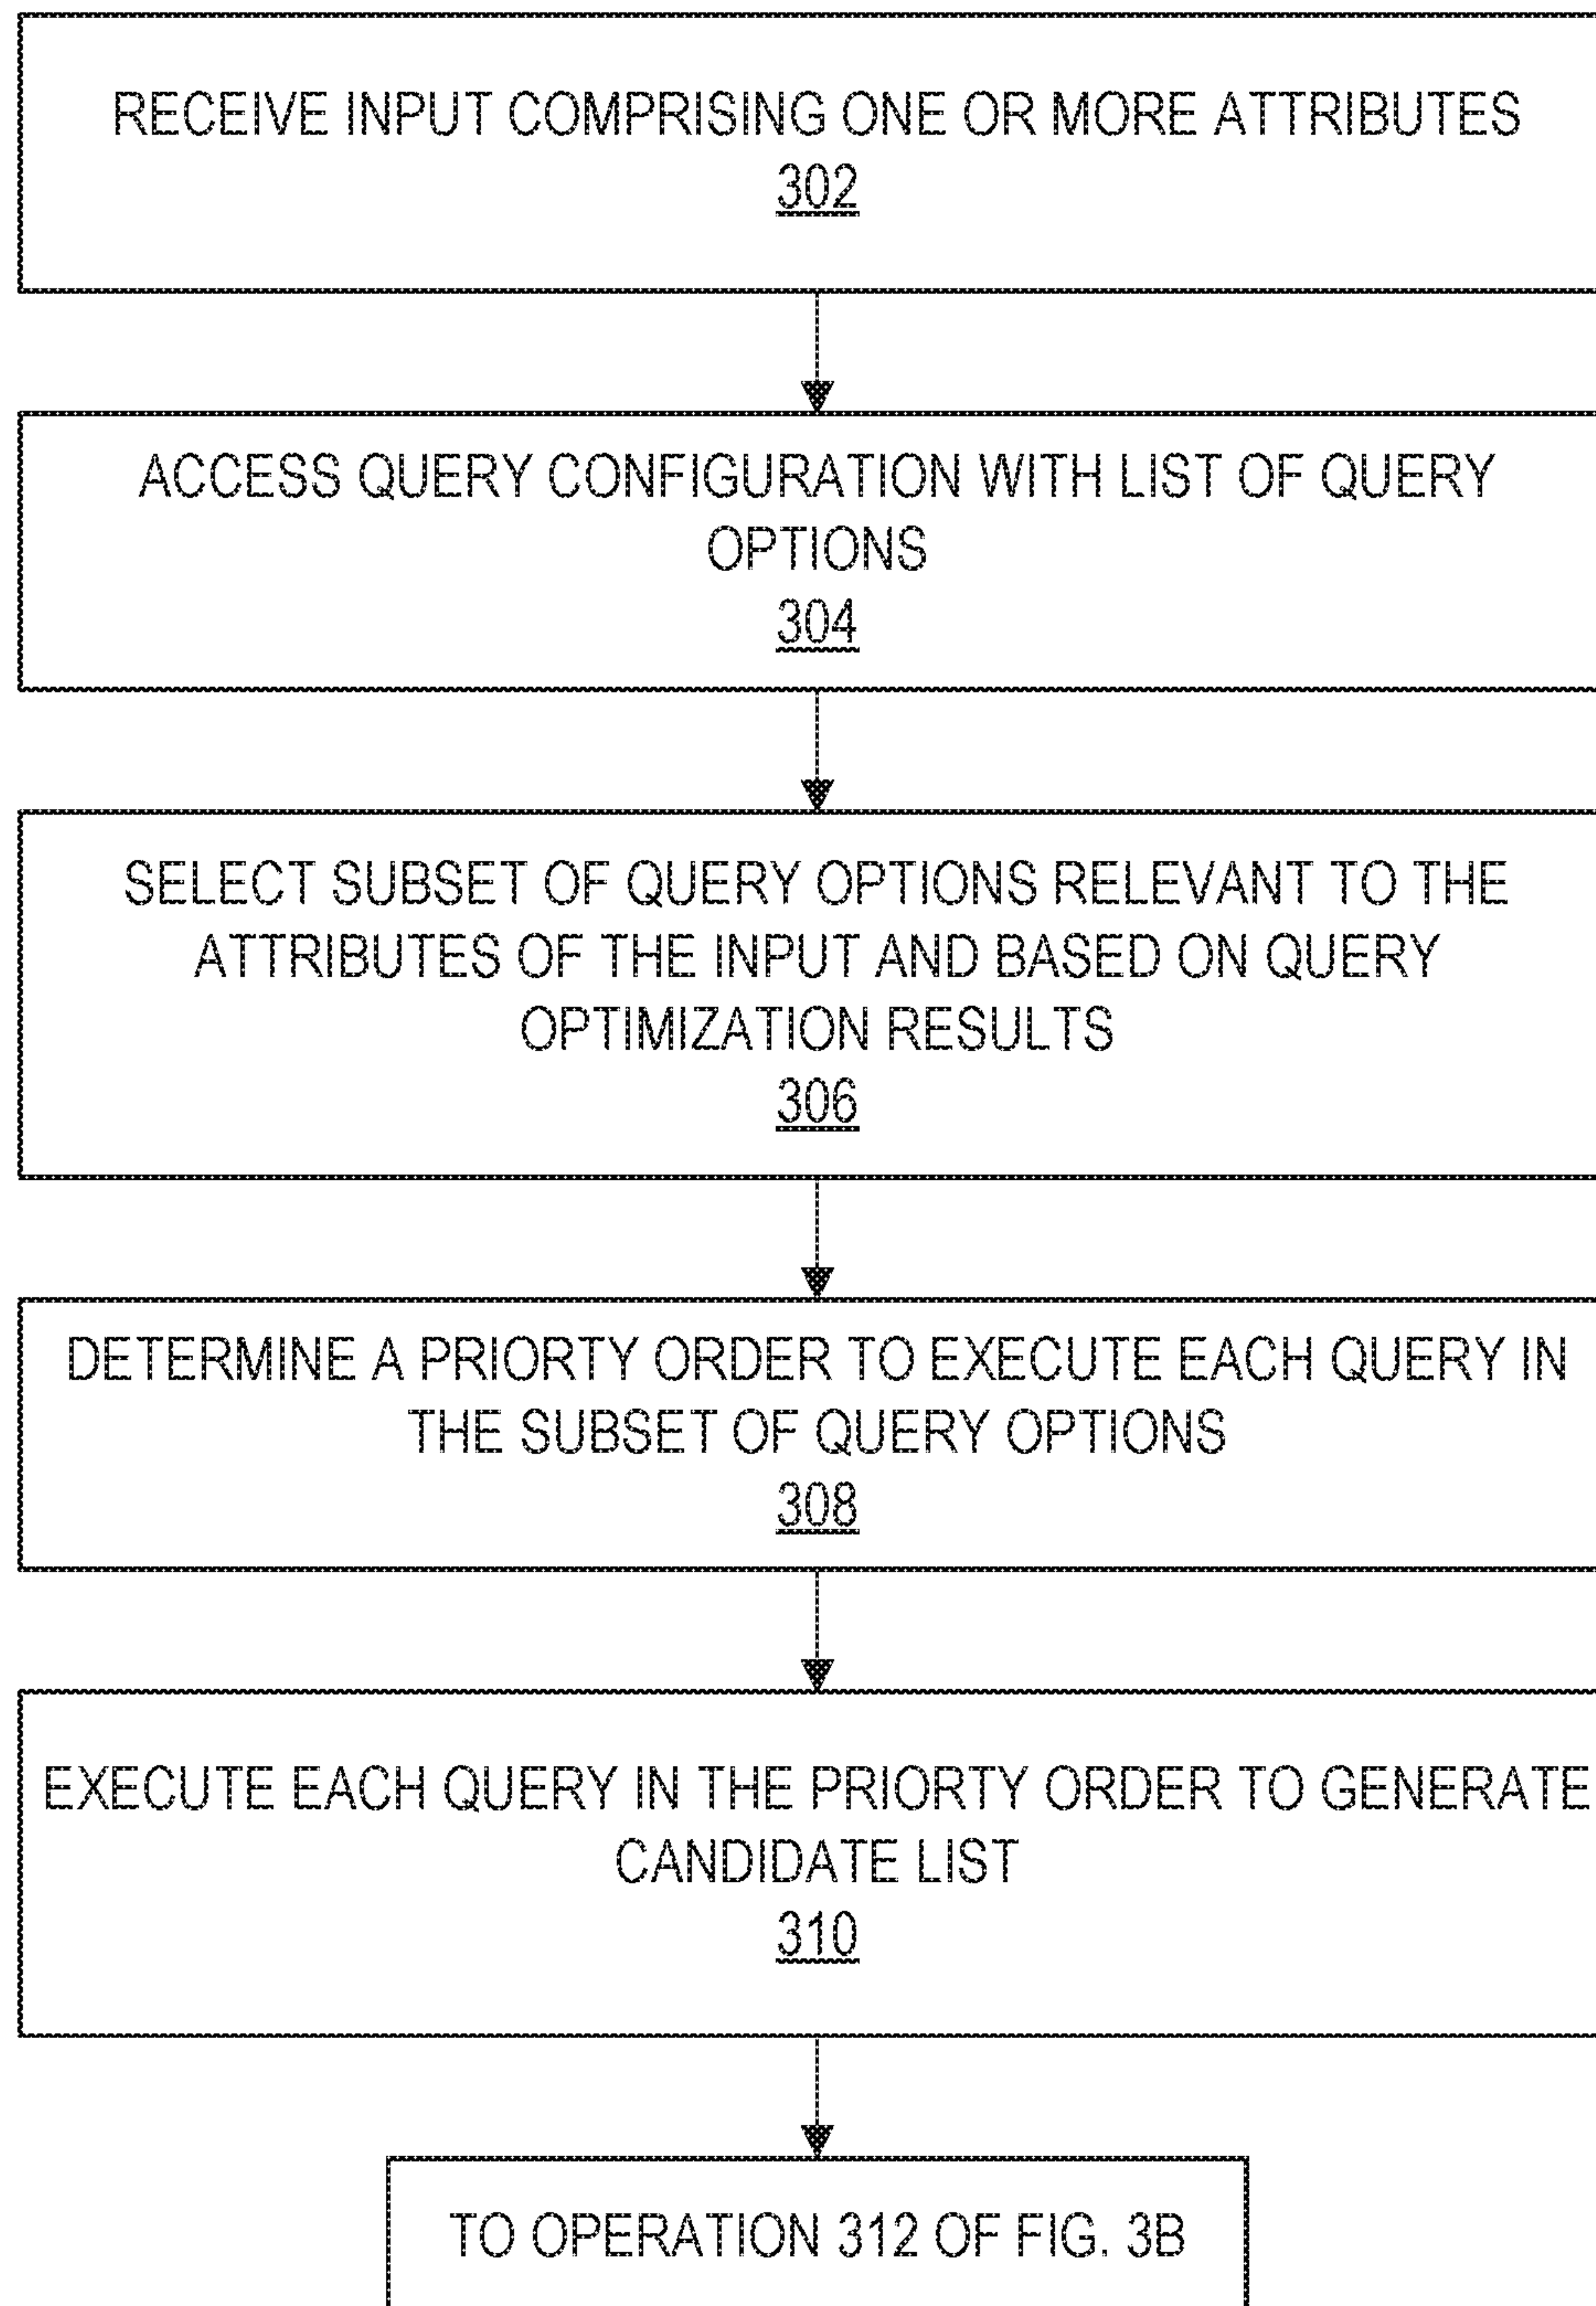 RECEIVE INPUT COMPRISING ONE OR MORE ATTRIBUTES
302
ACCESS QUERY CONFIGURATION WITH LIST OF QUERY
OPTIONS
304
SELECT SUBSET OF QUERY OPTIONS RELEVANT TO THE
ATTRIBUTES OF THE INPUT AND BASED ON QUERY
OPTIMIZATION RESULTS
306
DETERMINE A PRIORTY ORDER TO EXECUTE EACH QUERY IN
THE SUBSET OF QUERY OPTIONS
308
EXECUTE EACH QUERY IN THE PRIORTY ORDER TO GENERATE
CANDIDATE LIST
310
TO OPERATION 312 OF FIG. 3B